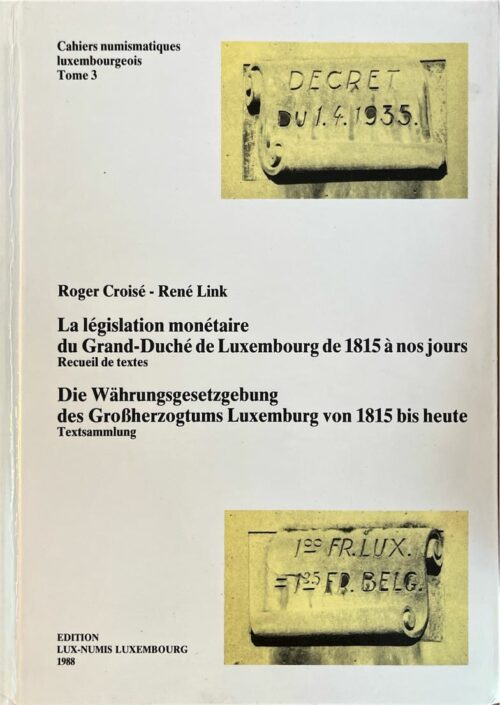 Cahiers numismatiques
luxembourgeois
Tome 3
DECRET
DU 1.4.1935.
Roger Croisé - René Link
La législation monétaire
du Grand-Duché de Luxembourg de 1815 à nos jours
Recueil de textes
Die Währungsgesetzgebung
des Großherzogtums Luxemburg von 1815 bis heute
Textsammlung
1⁰⁰ FR. LUX.
= 1²⁵ FR. BELG.
EDITION
LUX-NUMIS LUXEMBOURG
1988